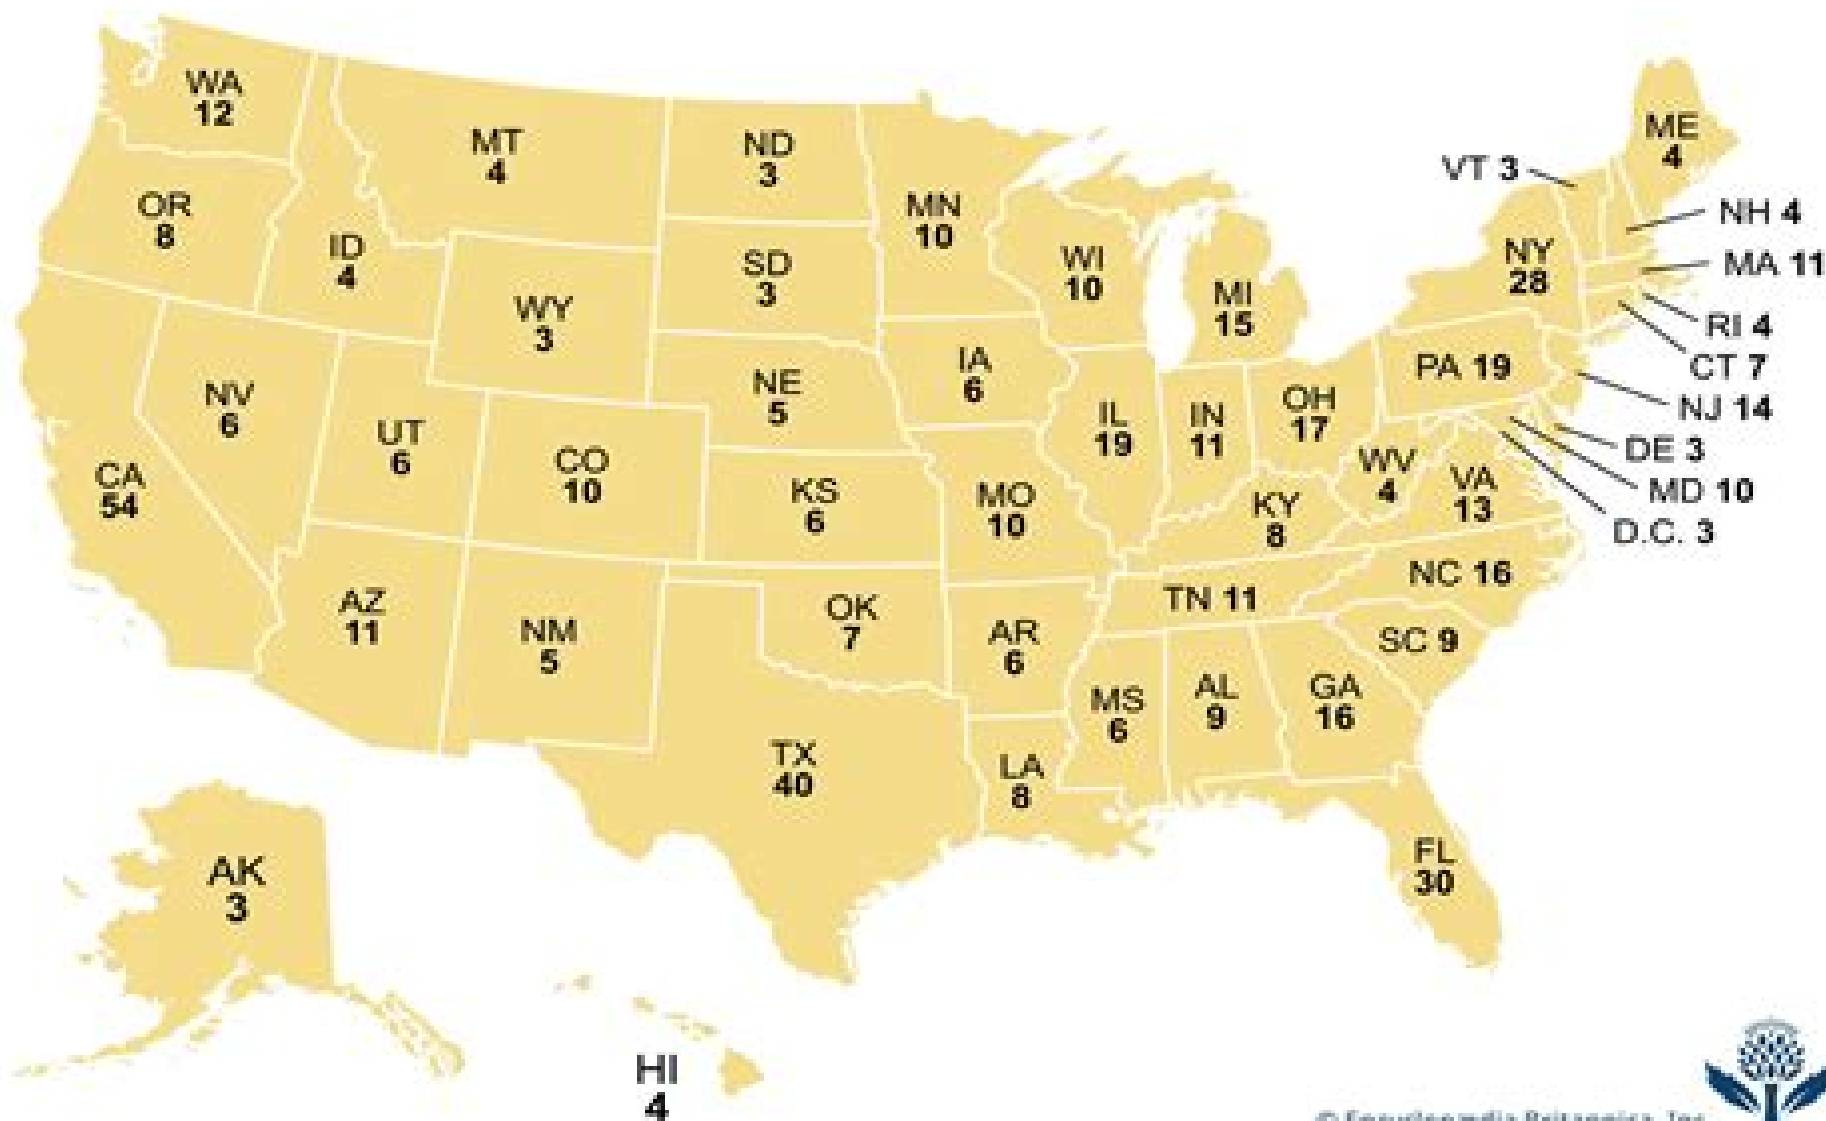 WA
12
MT
4
ND
3
ME
4
VT 3
OR
8
ID
4
MN
10
NH 4
WI
10
NY
28
MA 11
SD
3
WY
3
MI
15
RI 4
CT 7
IA
6
PA 19
NV
6
NE
5
NJ 14
UT
6
IL
19
IN
11
OH
17
DE 3
CO
10
WV
4
VA
13
CA
54
KS
6
MO
10
KY
8
MD 10
D.C. 3
NC 16
TN 11
AZ
11
NM
5
OK
7
AR
6
SC 9
MS
6
AL
9
GA
16
TX
40
LA
8
FL
30
AK
3
HI
4
© Encyclopædia Britannica, Inc.